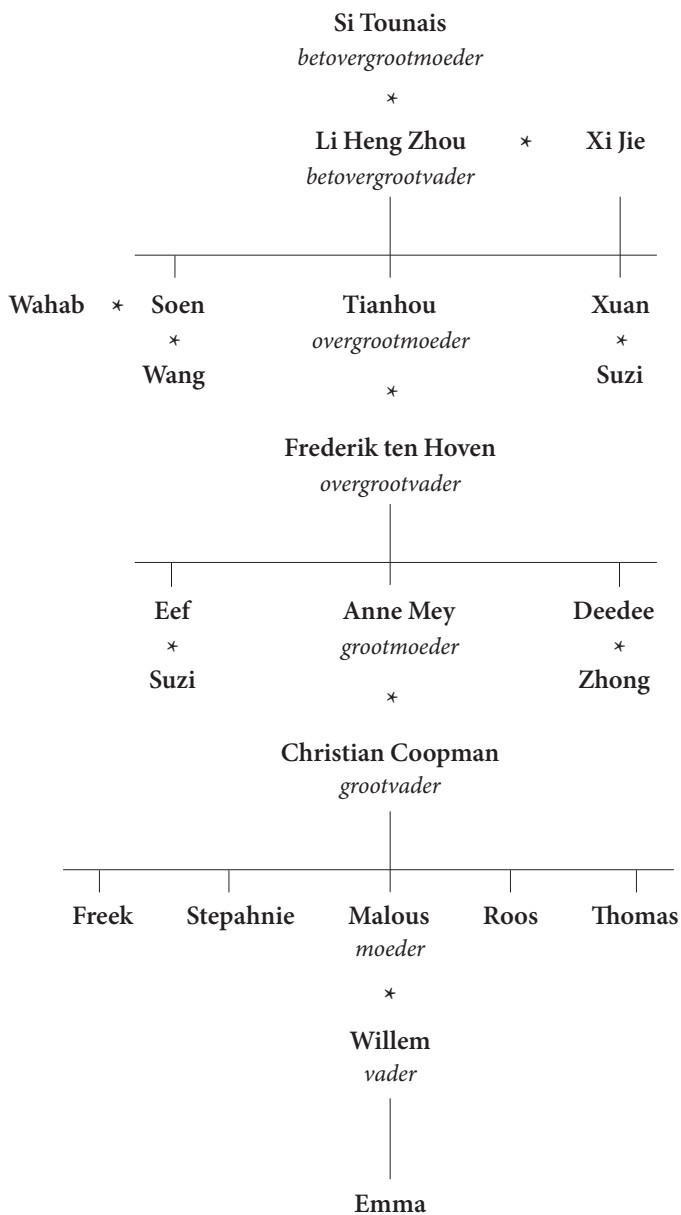 Si Tounais
betovergrootmoeder
*
Li Heng Zhou * Xi Jie
betovergrootvader
Wahab * Soen Tianhou Xuan
* overgrootmoeder *
Wang Suzi
*
Frederik ten Hoven
overgrootvader
Eef Anne Mey Deedee
* grootmoeder *
Suzi Zhong
*
Christian Coopman
grootvader
Freek Stepahnie Malous Roos Thomas
moeder
*
Willem
vader
Emma